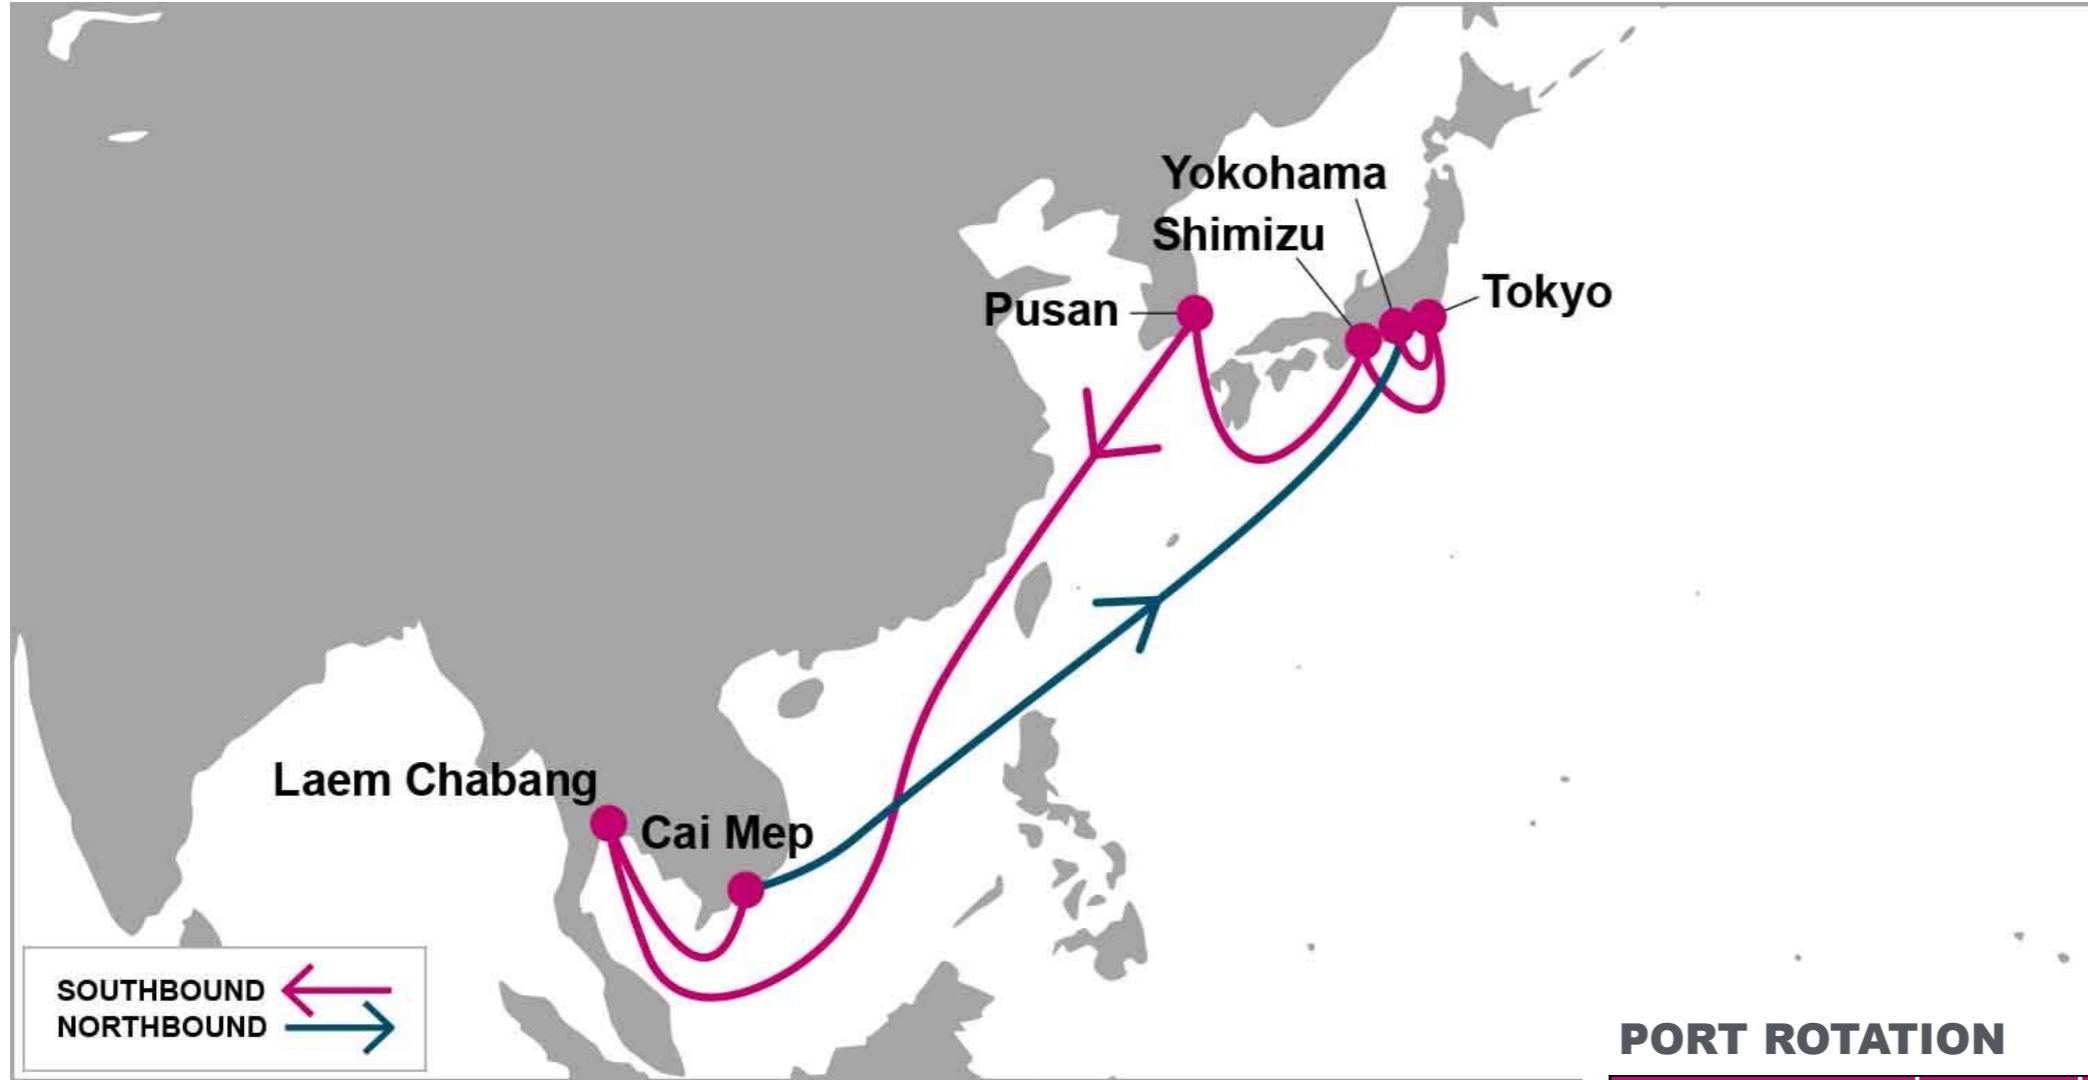 Yokohama
Shimizu
Tokyo
Pusan
Laem Chabang
Cai Mep
SOUTHBOUND
NORTHBOUND
PORT ROTATION